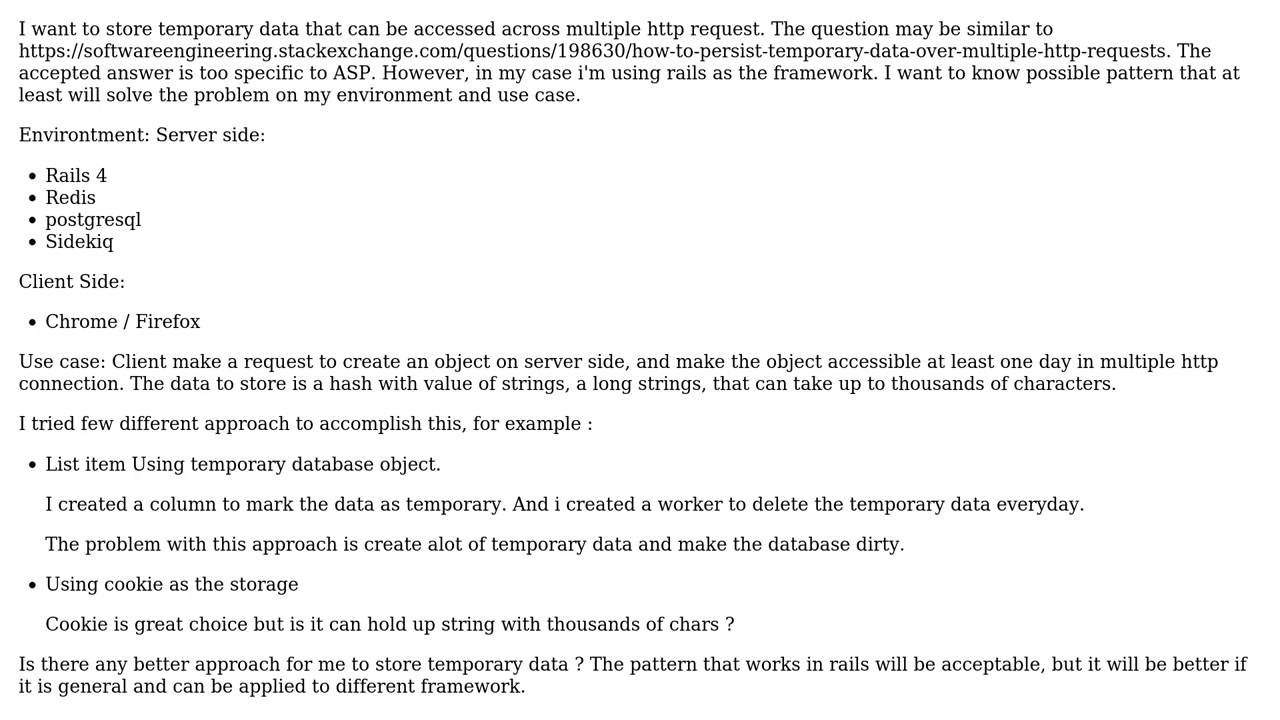 I want to store temporary data that can be accessed across multiple http request. The question may be similar to
https://softwareengineering.stackexchange.com/questions/198630/how-to-persist-temporary-data-over-multiple-http-requests. The
accepted answer is too specific to ASP. However, in my case i'm using rails as the framework. I want to know possible pattern that at
least will solve the problem on my environment and use case.
Environtment: Server side:
• Rails 4
• Redis
• postgresql
• Sidekiq
Client Side:
• Chrome / Firefox
Use case: Client make a request to create an object on server side, and make the object accessible at least one day in multiple http
connection. The data to store is a hash with value of strings, a long strings, that can take up to thousands of characters.
I tried few different approach to accomplish this, for example :
• List item Using temporary database object.
I created a column to mark the data as temporary. And i created a worker to delete the temporary data everyday.
The problem with this approach is create alot of temporary data and make the database dirty.
• Using cookie as the storage
Cookie is great choice but is it can hold up string with thousands of chars ?
Is there any better approach for me to store temporary data ? The pattern that works in rails will be acceptable, but it will be better if
it is general and can be applied to different framework.